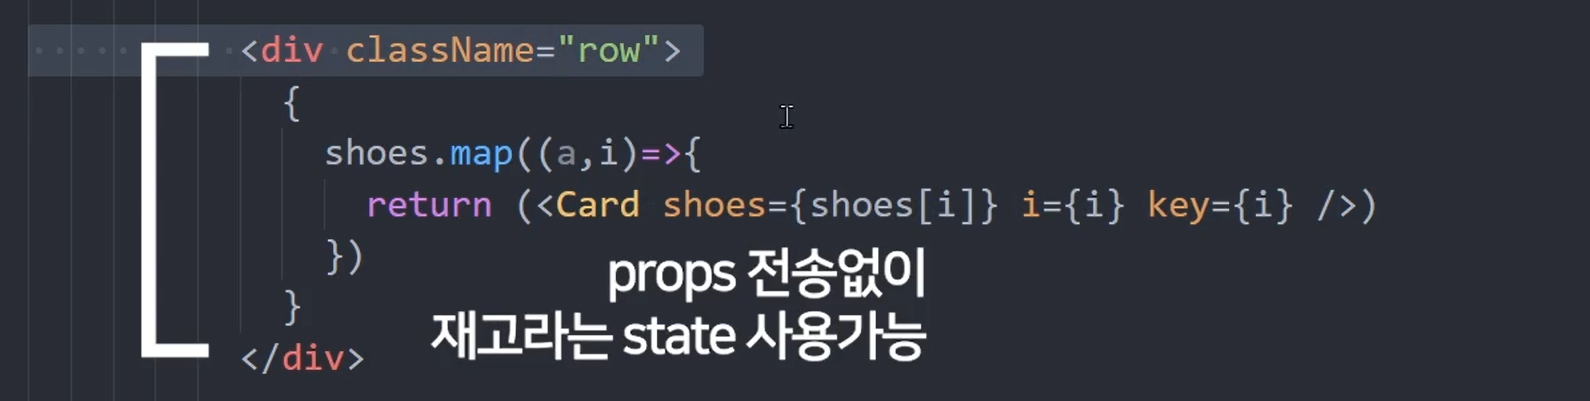 <div className="row">
{
shoes.map((a,i)=>{
return (<Card shoes={shoes[i]} i={i} key={i} />)
})
}
</div>
props 전송없이
재고라는 state 사용가능